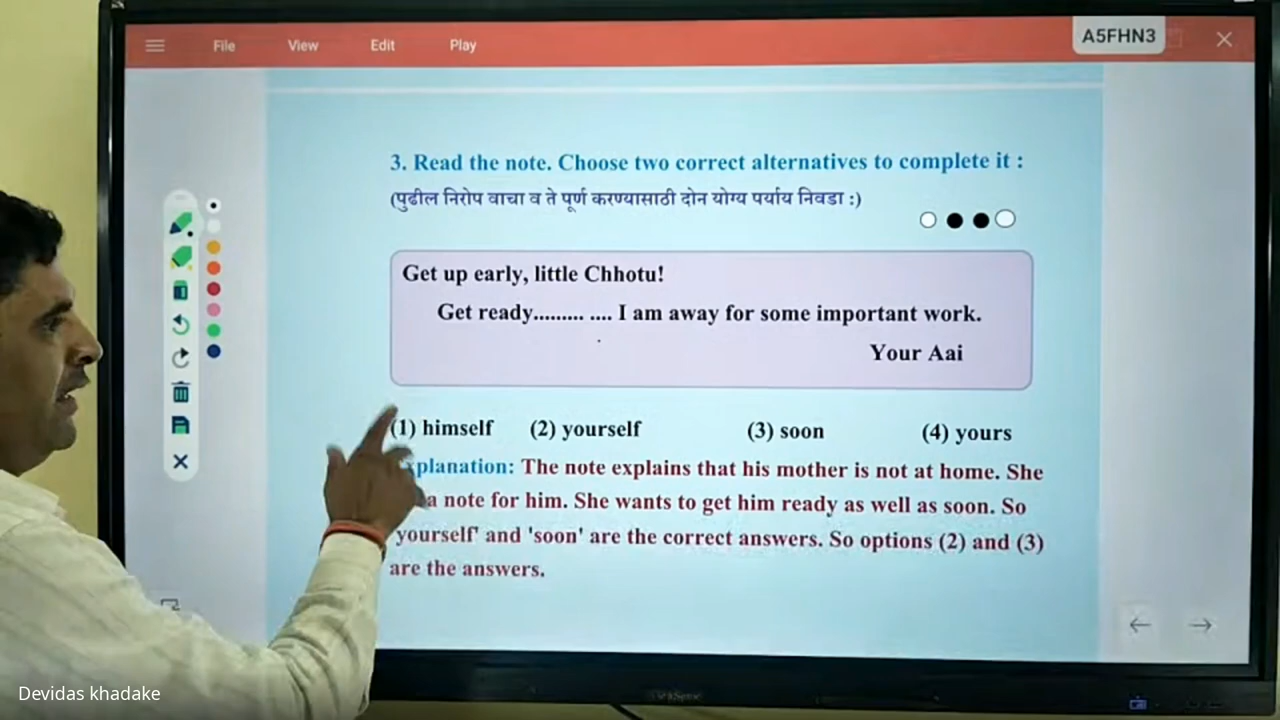 File View Edit Play
A5FHN3
3. Read the note. Choose two correct alternatives to complete it :
(पुढील निरोप वाचा व ते पूर्ण करण्यासाठी दोन योग्य पर्याय निवडा :)
Get up early, little Chhotu!
Get ready......... .... I am away for some important work.
Your Aai
(1) himself (2) yourself (3) soon (4) yours
planation: The note explains that his mother is not at home. She
a note for him. She wants to get him ready as well as soon. So
yourself' and 'soon' are the correct answers. So options (2) and (3)
are the answers.
Devidas khadake